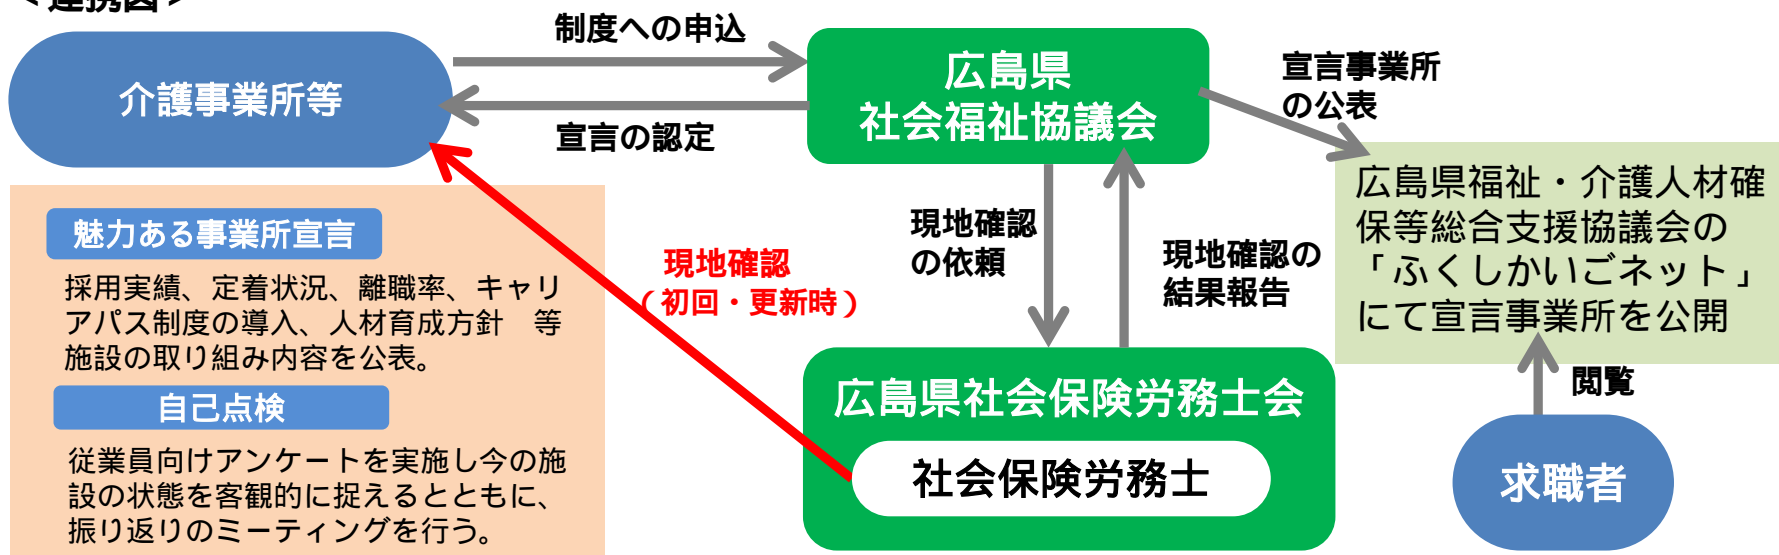 ＜連携図＞
制度への申込
介護事業所等
宣言の認定
広島県
社会福祉協議会
宣言事業所
の公表
広島県福祉・介護人材確
保等総合支援協議会の
「ふくしかいごネット」
にて宣言事業所を公開
魅力ある事業所宣言
採用実績、定着状況、離職率、キャリ
アパス制度の導入、人材育成方針　等
施設の取り組み内容を公表。
自己点検
従業員向けアンケートを実施し今の施
設の状態を客観的に捉えるとともに、
振り返りのミーティングを行う。
現地確認
（初回・更新時）
現地確認
の依頼
現地確認の
結果報告
広島県社会保険労務士会
社会保険労務士
閲覧
求職者